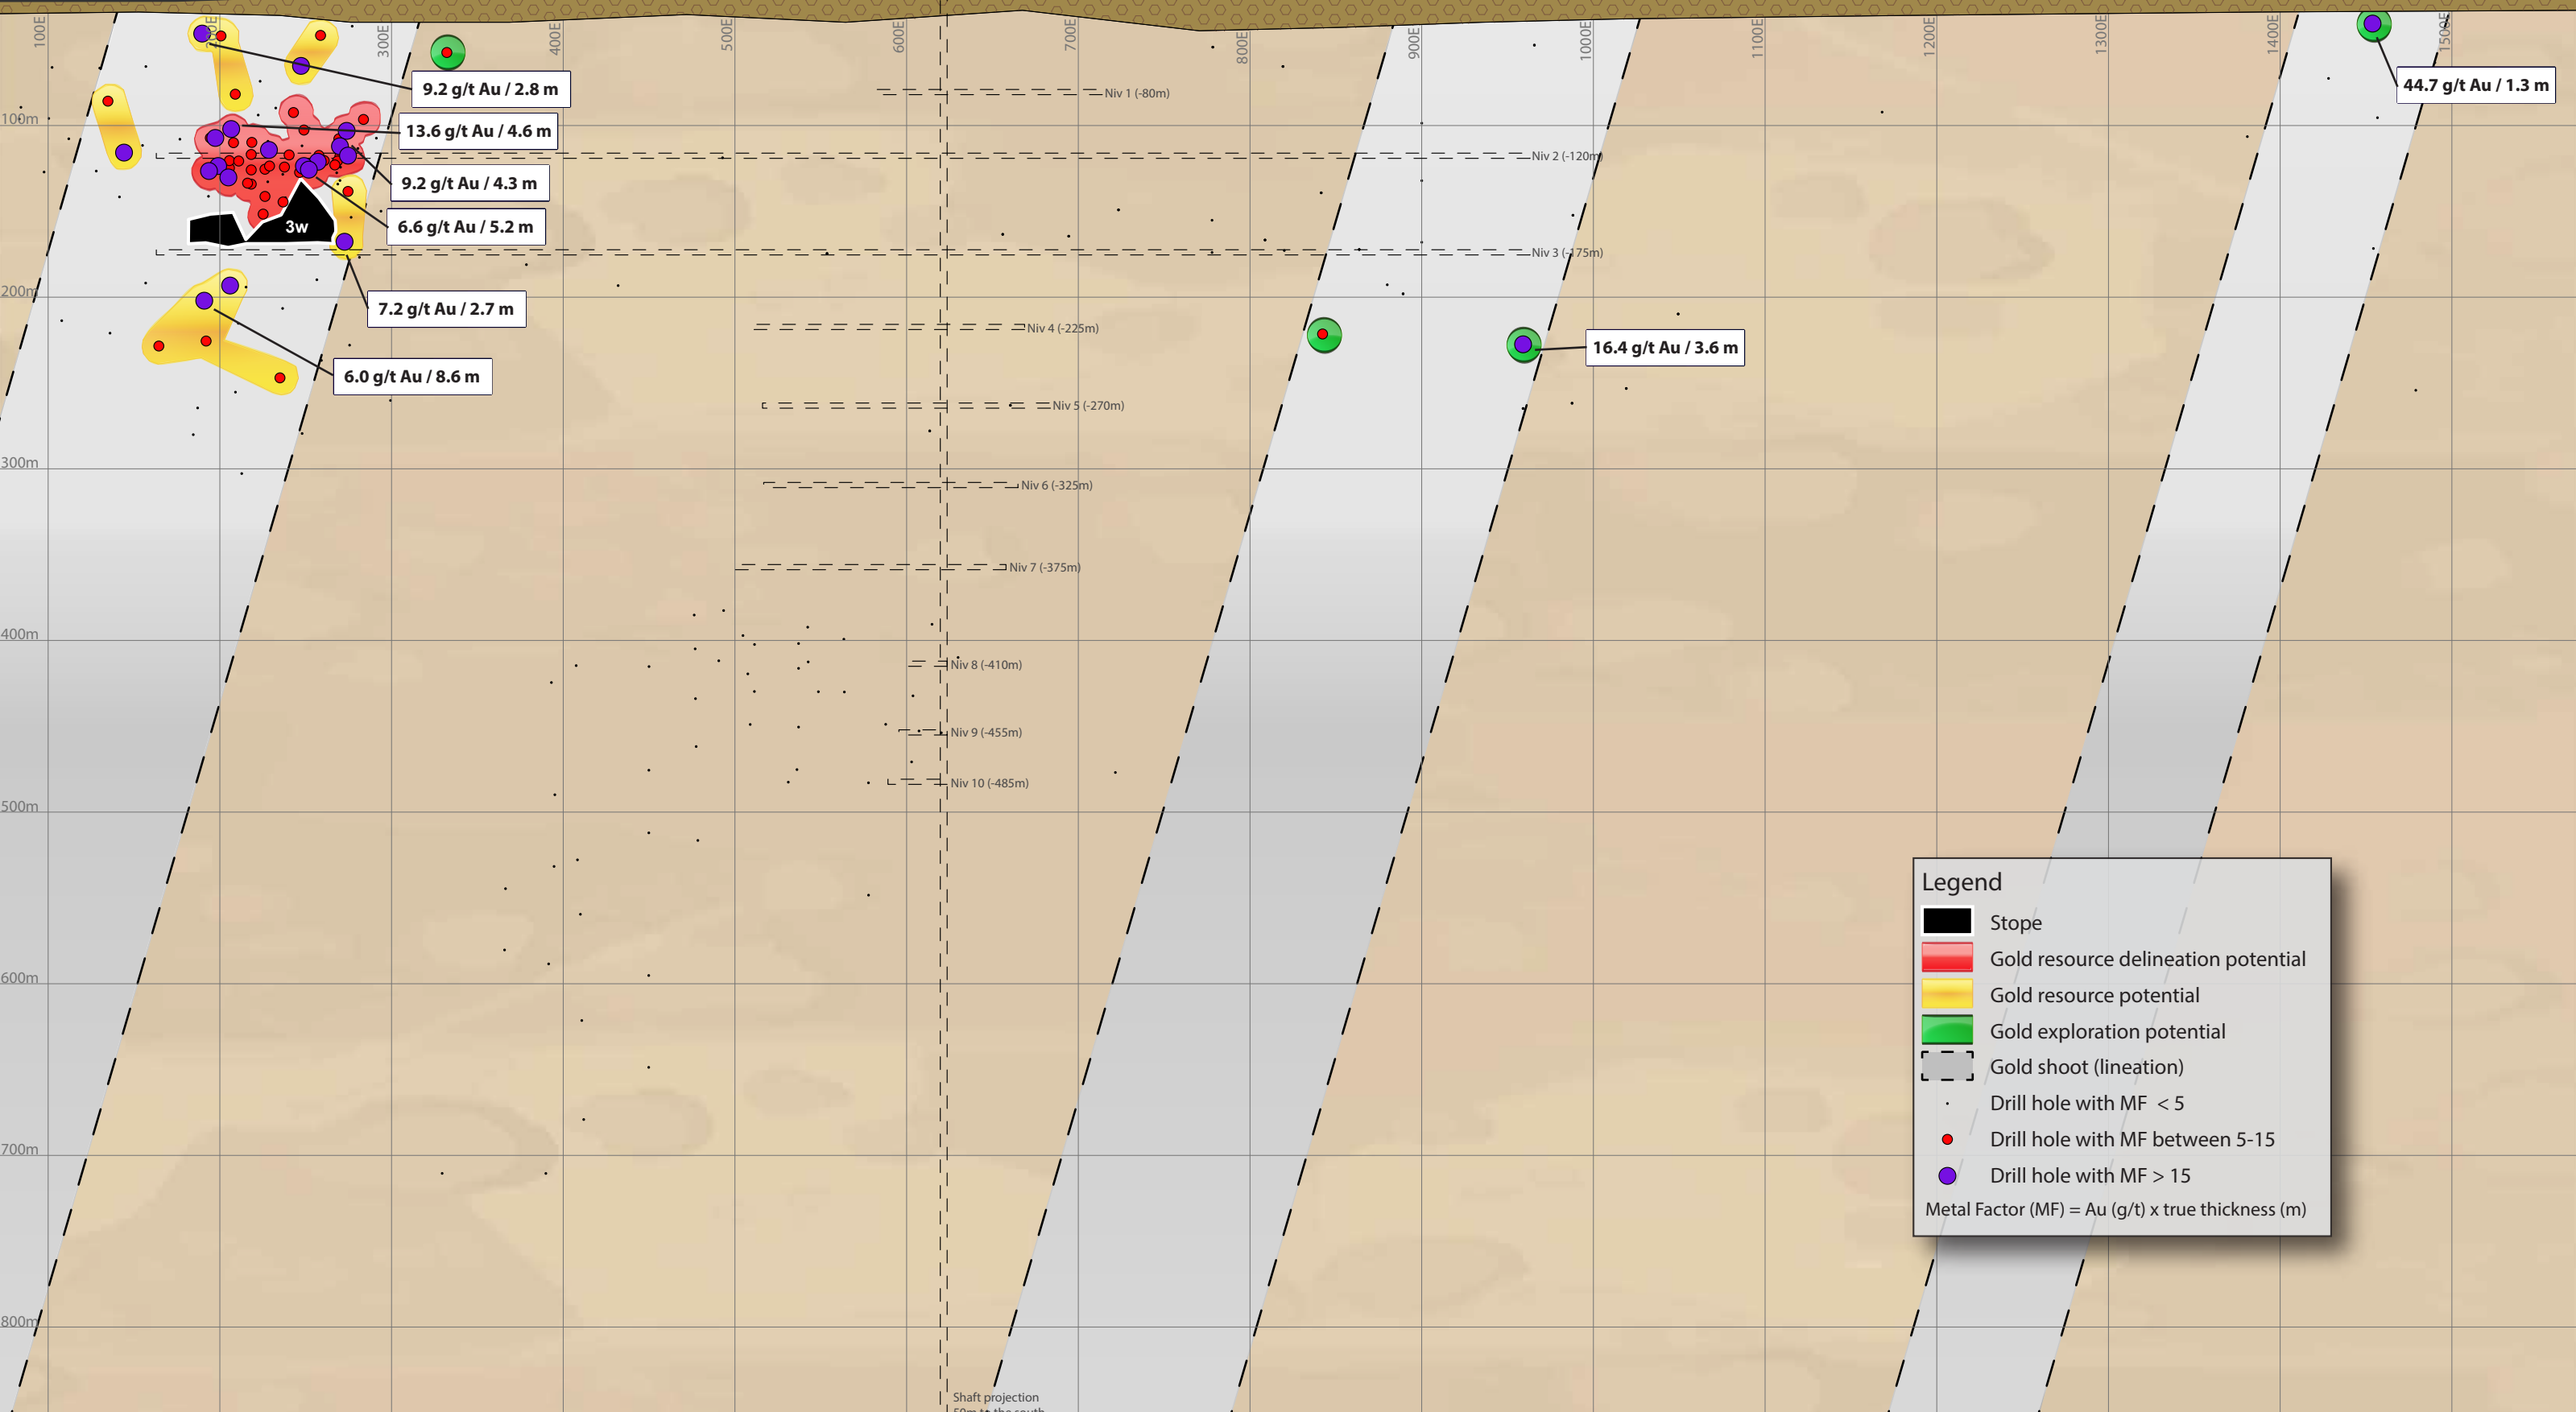 100E
200E
300E
400E
500E
600E
700E
800E
900E
1000E
1100E
1200E
1300E
1400E
1500E
9.2 g/t Au / 2.8 m
44.7 g/t Au / 1.3 m
Niv 1 (-80m)
100m
13.6 g/t Au / 4.6 m
Niv 2 (-120m)
9.2 g/t Au / 4.3 m
6.6 g/t Au / 5.2 m
3w
Niv 3 (-175m)
200m
7.2 g/t Au / 2.7 m
Niv 4 (-225m)
16.4 g/t Au / 3.6 m
6.0 g/t Au / 8.6 m
Niv 5 (-270m)
300m
Niv 6 (-325m)
Niv 7 (-375m)
400m
Niv 8 (-410m)
Niv 9 (-455m)
Niv 10 (-485m)
500m
600m
700m
800m
Legend
Stope
Gold resource delineation potential
Gold resource potential
Gold exploration potential
Gold shoot (lineation)
Drill hole with MF < 5
Drill hole with MF between 5-15
Drill hole with MF > 15
Metal Factor (MF) = Au (g/t) x true thickness (m)
Shaft projection
50m to the south